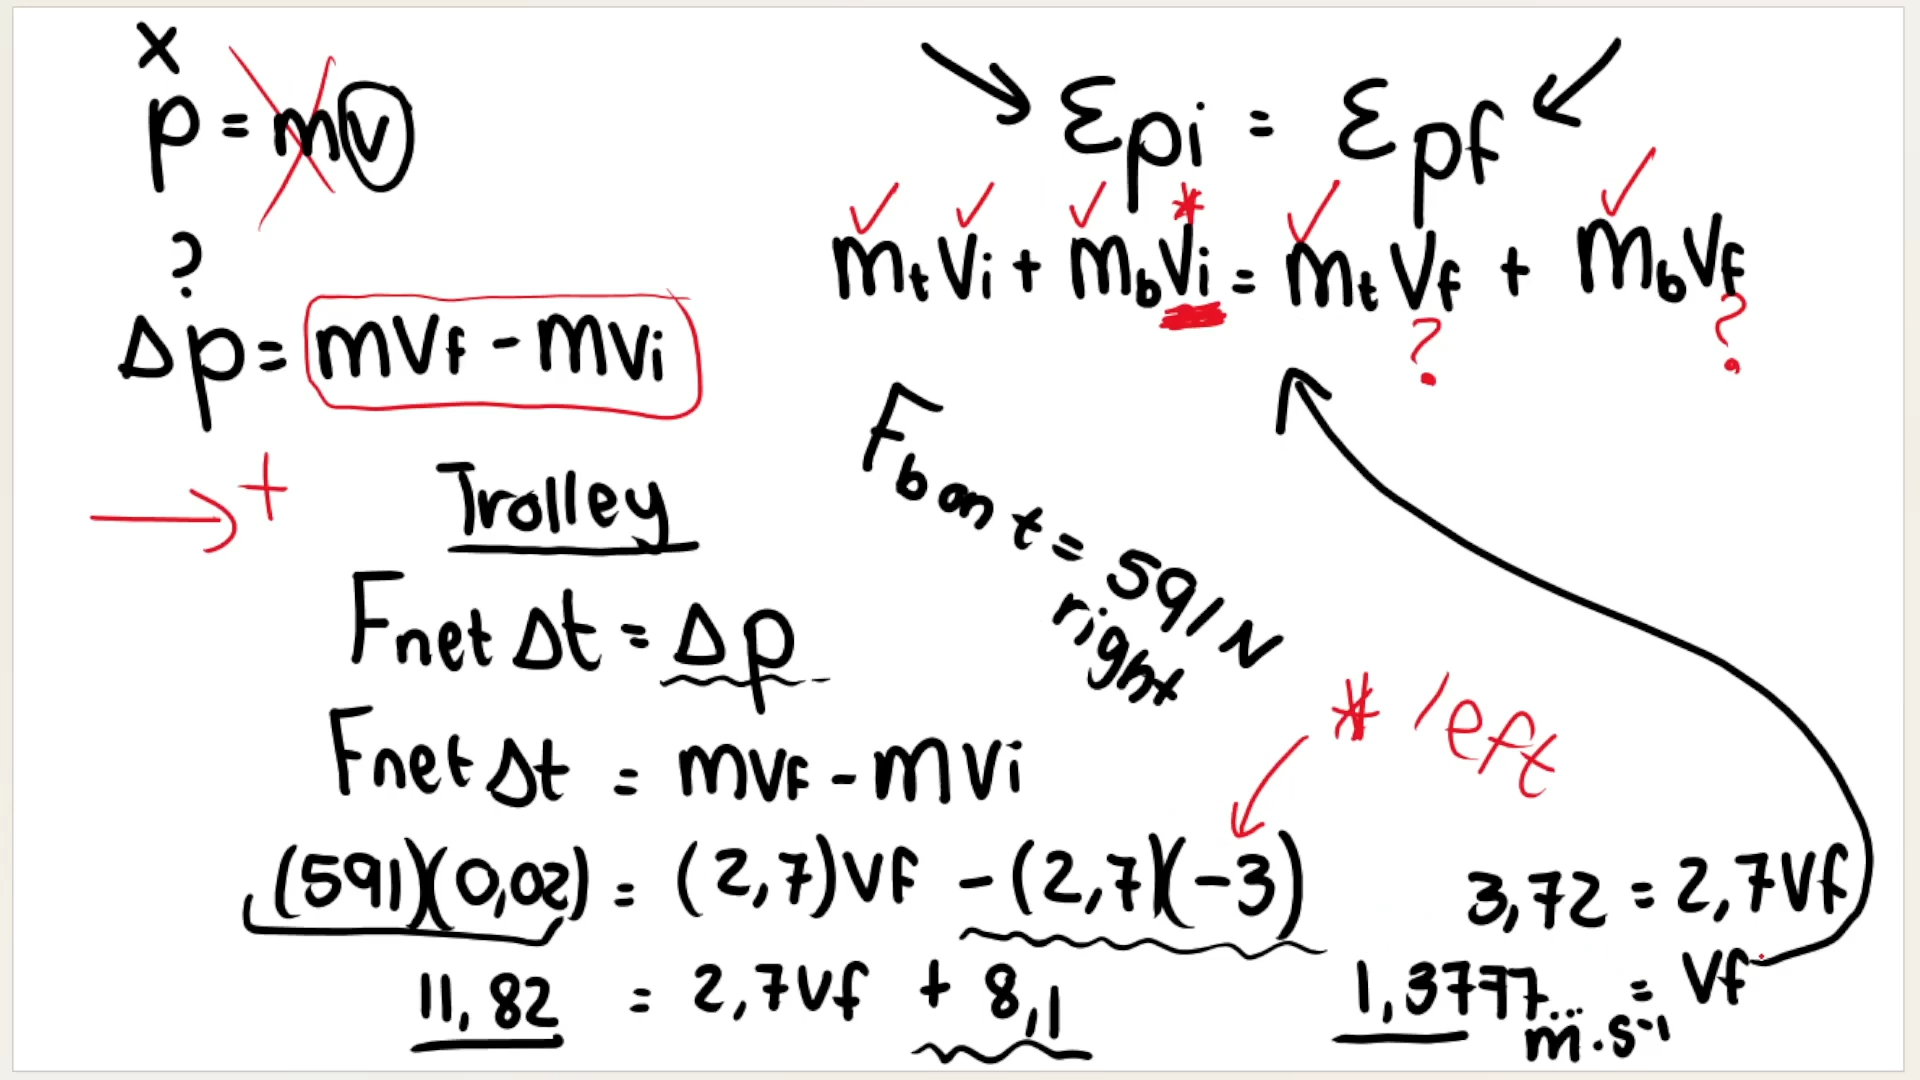 x
p = mv
?
Δp = mVf - mVi
→ +
Trolley
Fnet Δt = Δp
Fnet Δt = mVf - mVi
(591)(0,02) = (2,7)Vf - (2,7)(-3)
11,82 = 2,7Vf + 8,1
Ɛpi = Ɛpf
✓ ✓ ✓ * ✓ ✓
mtVi + mbVi = mtVf + mbVf
? ?
Fb on t = 591 N
right
* left
3,72 = 2,7Vf
1,3777... = Vf
m.s-1